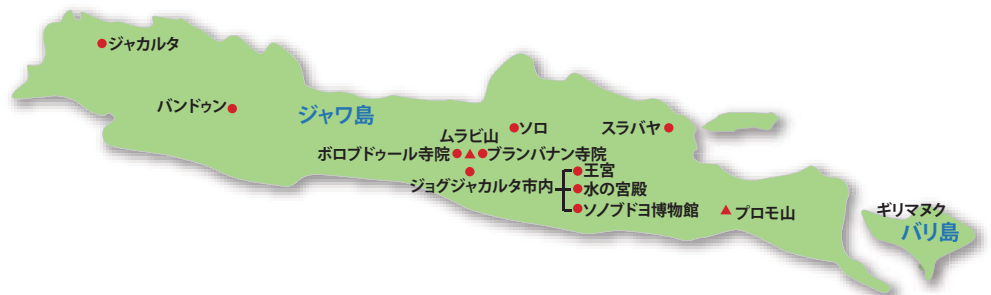 ジャカルタ
バンドゥン
ジャワ島
ムラピ山
ソロ
スラバヤ
ボロブドゥール寺院
プランバナン寺院
ジョグジャカルタ市内
王宮
水の宮殿
ソノブドヨ博物館
ブロモ山
ギリマヌク
バリ島